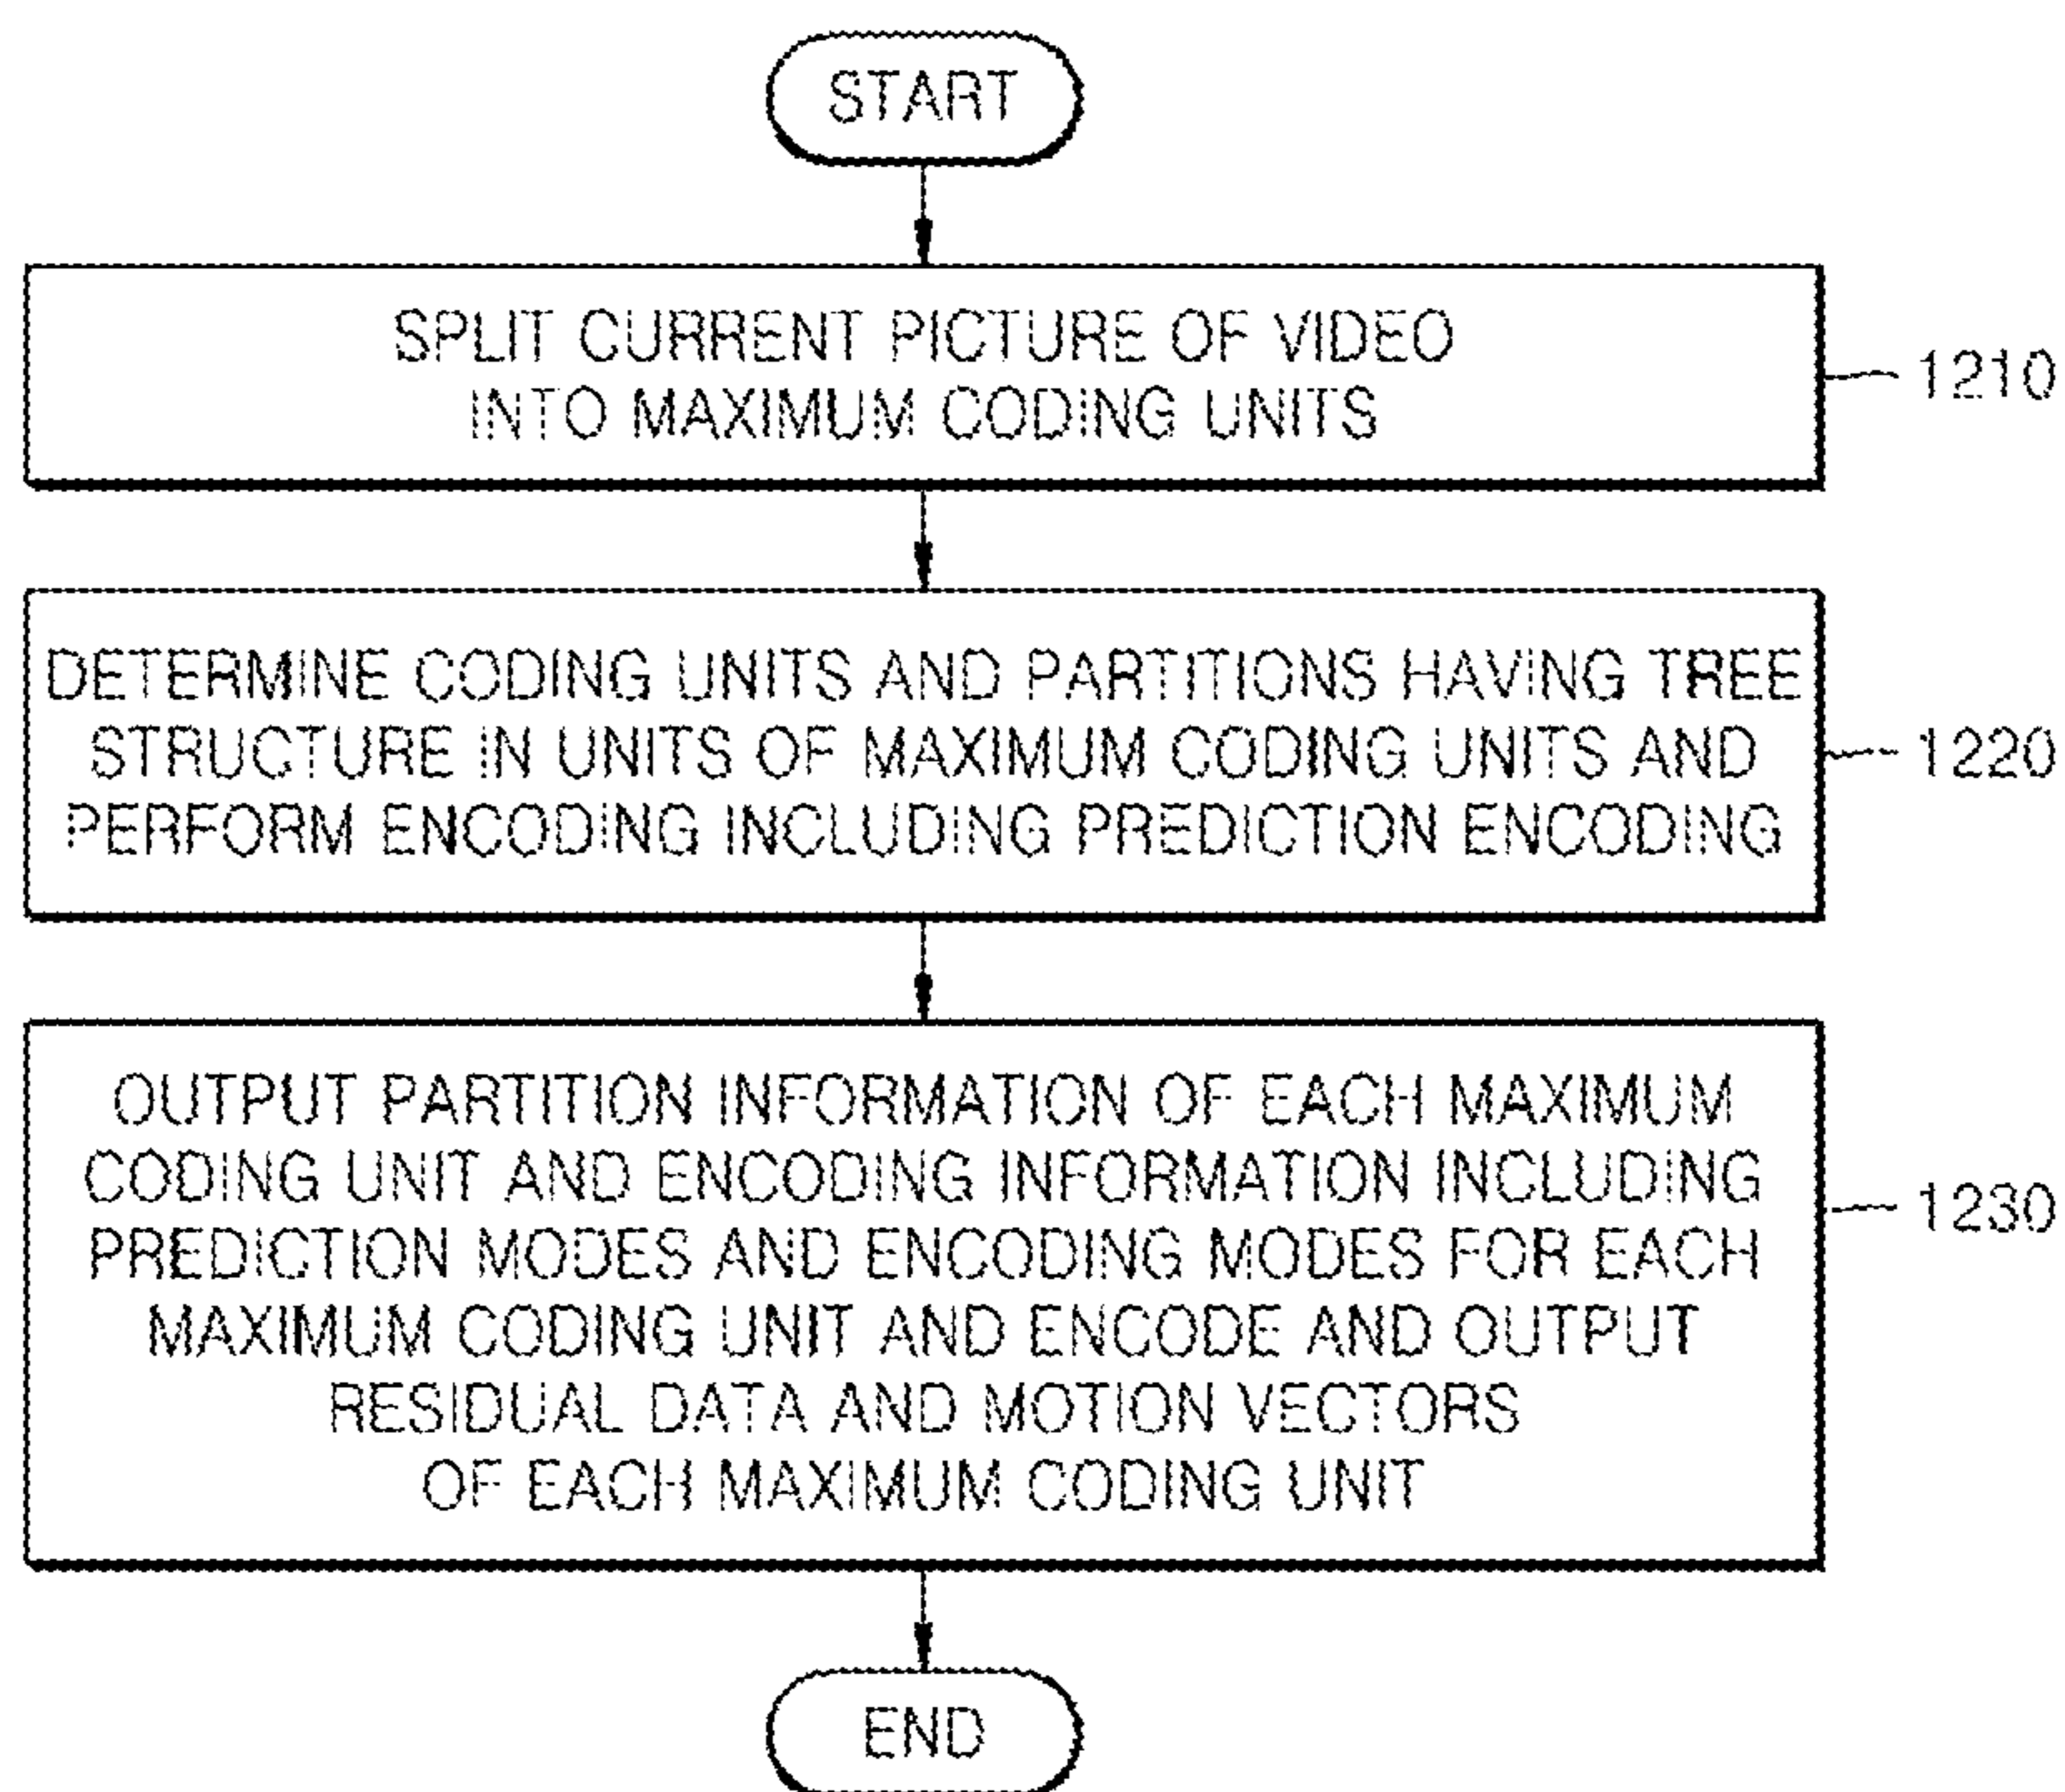 START
SPLIT CURRENT PICTURE OF VIDEO
INTO MAXIMUM CODING UNITS
1210
DETERMINE CODING UNITS AND PARTITIONS HAVING TREE
STRUCTURE IN UNITS OF MAXIMUM CODING UNITS AND
PERFORM ENCODING INCLUDING PREDICTION ENCODING
1220
OUTPUT PARTITION INFORMATION OF EACH MAXIMUM
CODING UNIT AND ENCODING INFORMATION INCLUDING
PREDICTION MODES AND ENCODING MODES FOR EACH
MAXIMUM CODING UNIT AND ENCODE AND OUTPUT
RESIDUAL DATA AND MOTION VECTORS
OF EACH MAXIMUM CODING UNIT
1230
END